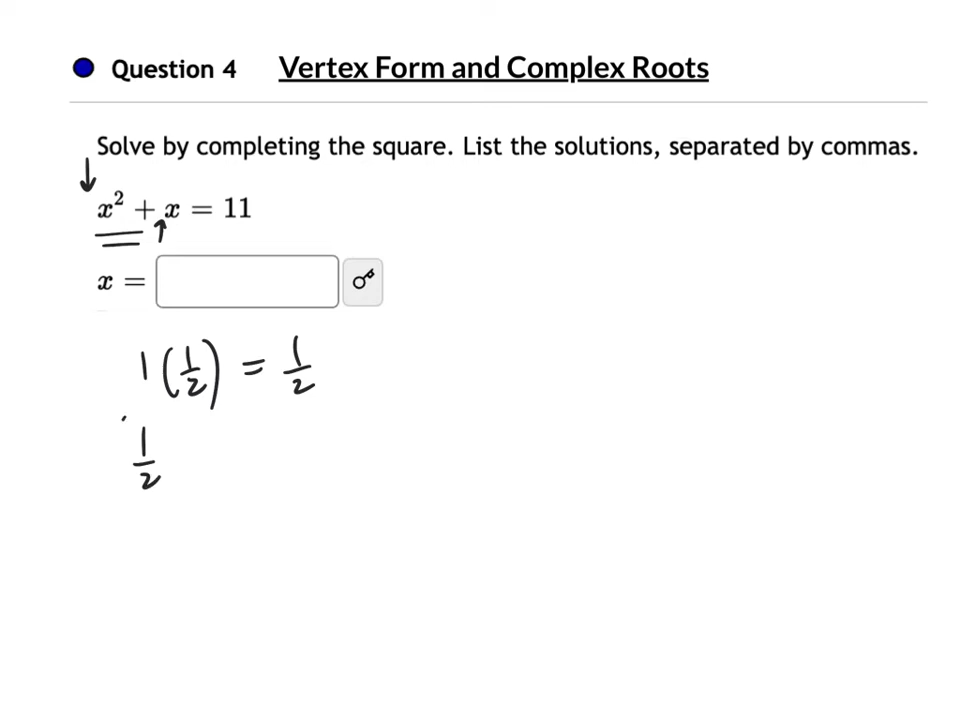 Question 4 Vertex Form and Complex Roots
Solve by completing the square. List the solutions, separated by commas.
x² + x = 11
x =
1 (1/2) = 1/2
1/2